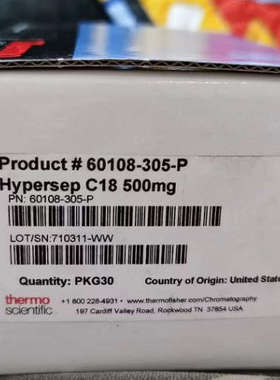 Product # 60108-305-P
Hypersep C18 500mg
PN: 60108-305-P
LOT/SN:710311-WW
Quantity: PKG30 Country of Origin: United State
thermo
scientific
+1 800 228-4931 • www.thermofisher.com/Chromatography
197 Cardiff Valley Road, Rockwood TN 37854 USA